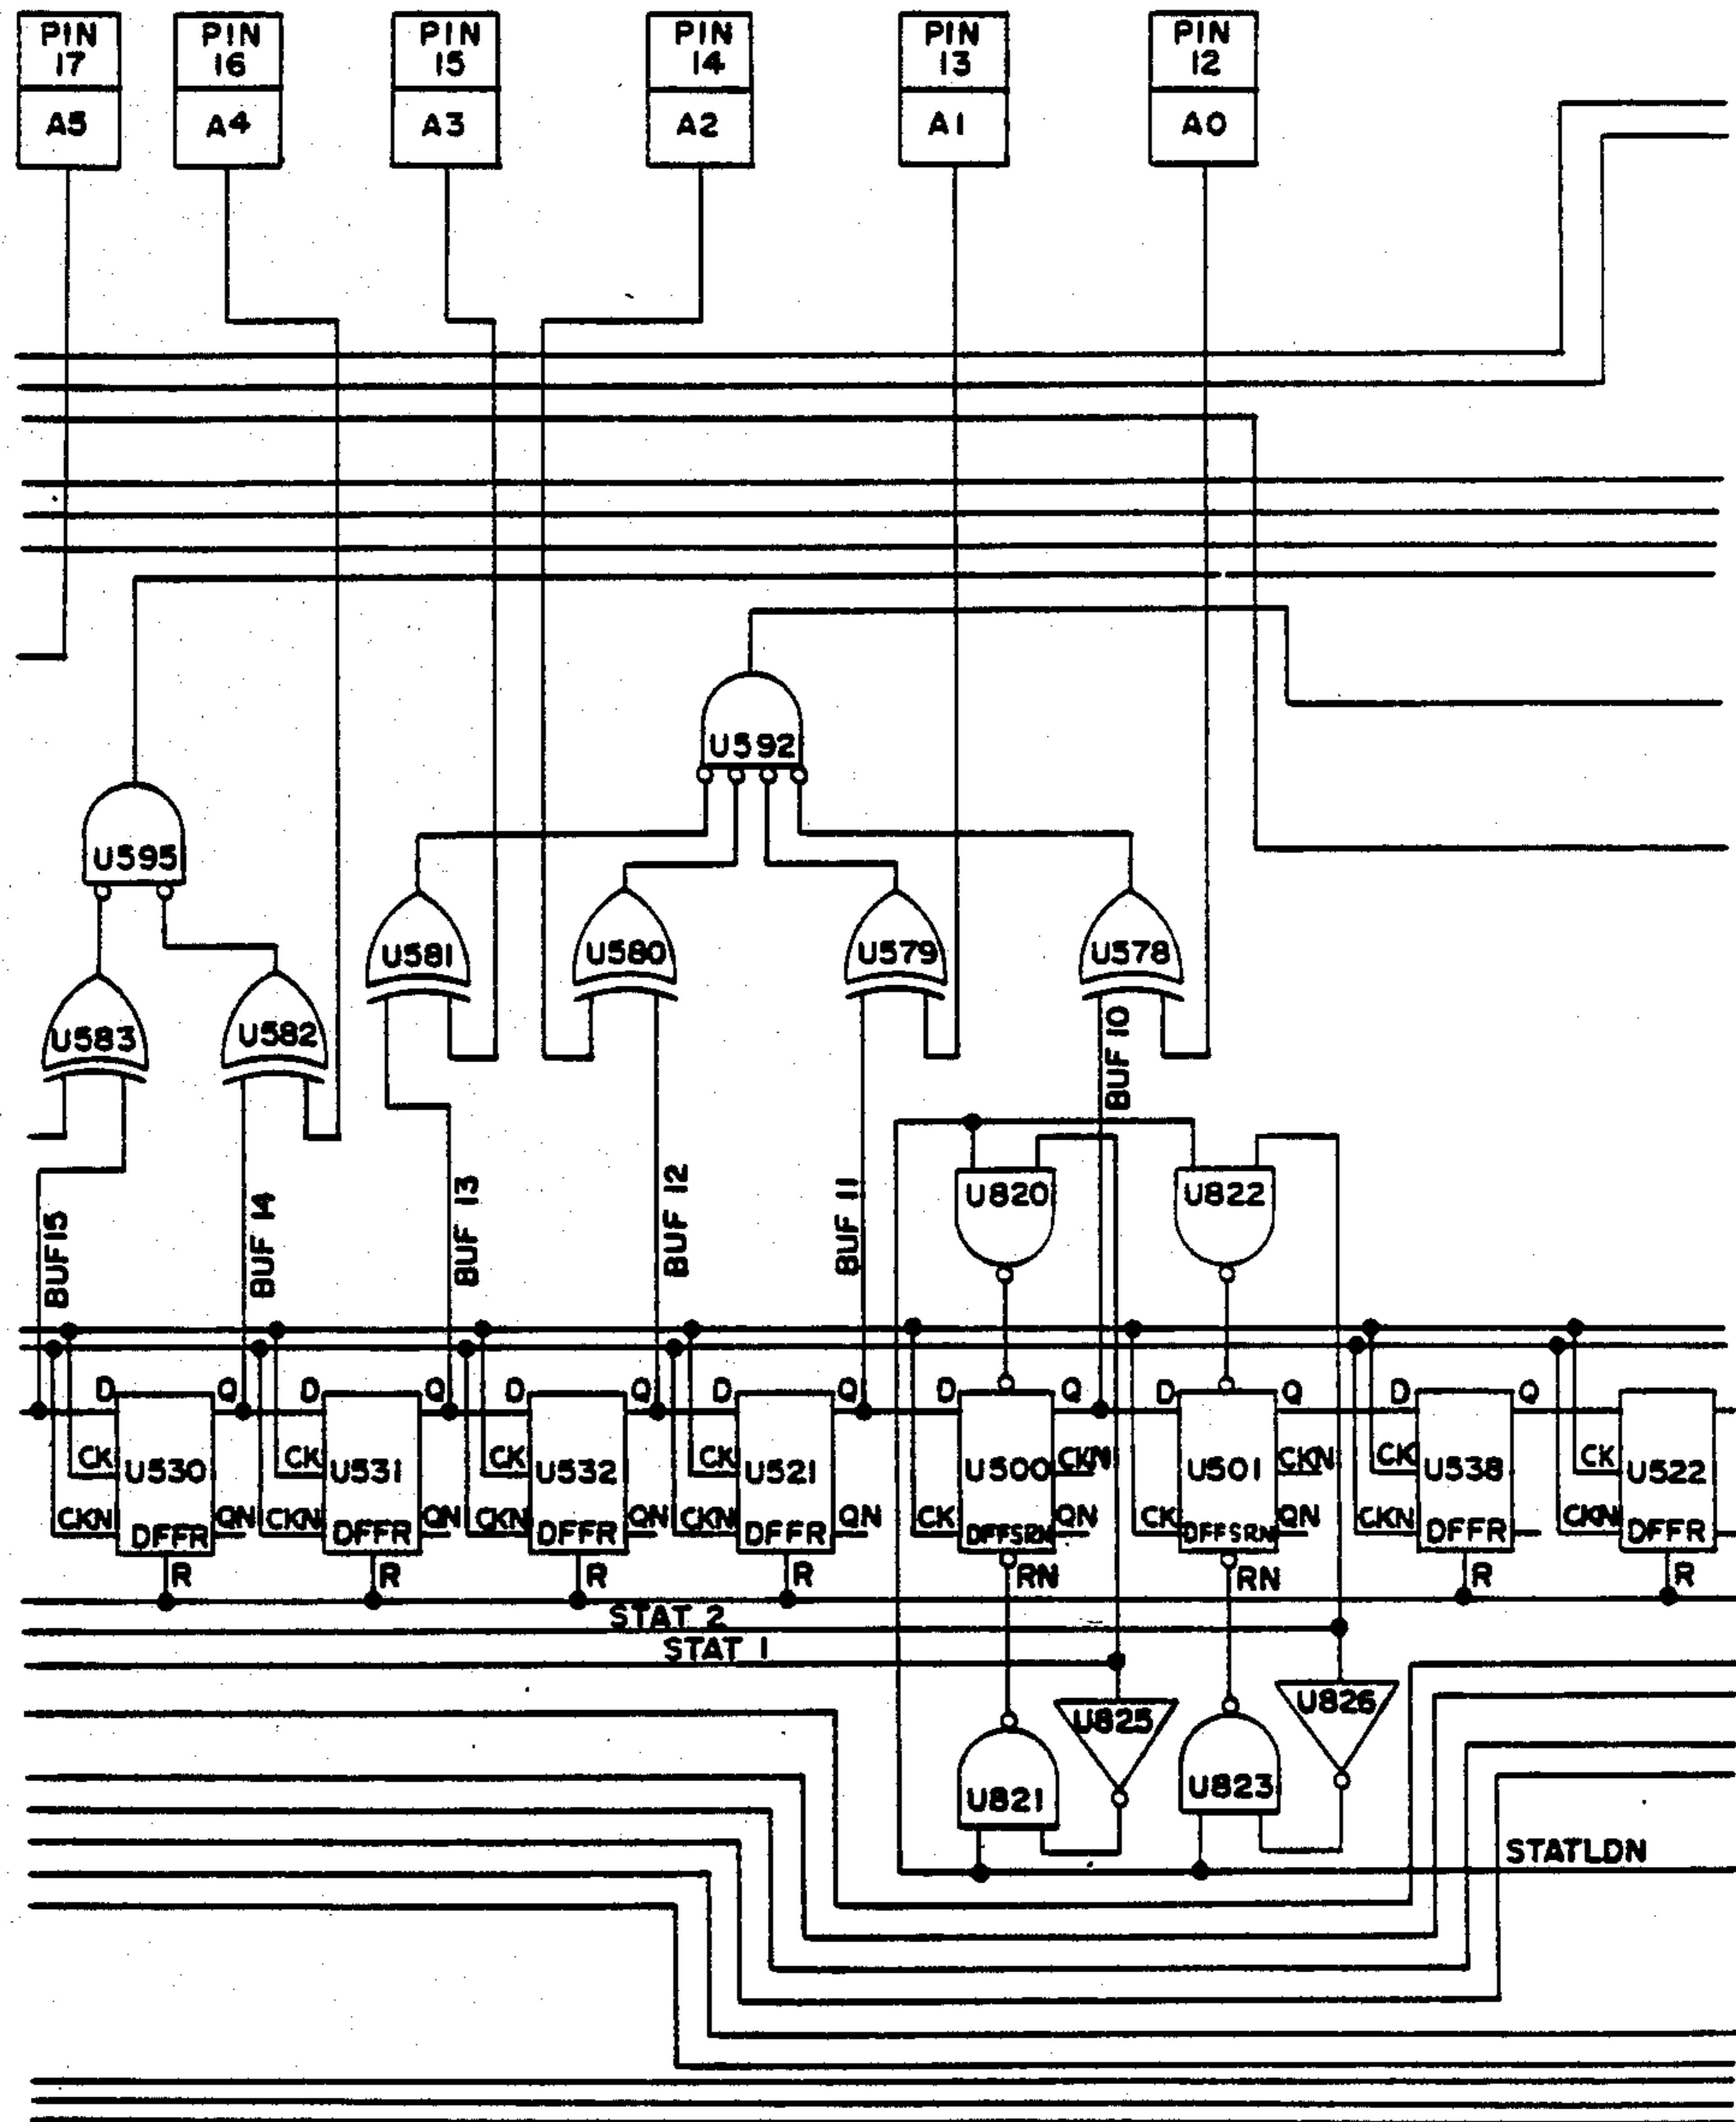 PIN 17
A5
PIN 16
A4
PIN 15
A3
PIN 14
A2
PIN 13
A1
PIN 12
A0
U592
U595
U581
U580
U579
U578
U583
U582
BUF 10
U820
U822
BUF15
BUF 14
BUF 13
BUF 12
BUF 11
D
Q
D
Q
D
Q
D
Q
D
Q
D
Q
D
Q
CK
U530
CK
U531
CK
U532
CK
U521
U500
CKN
U501
CKN
CK
U538
CK
U522
CKN
DFFR
QN
CKN
DFFR
QN
CKN
DFFR
QN
CKN
DFFR
QN
CK
DFFSRN
QN
CK
DFFSRN
QN
CKN
DFFR
CKN
DFFR
R
R
R
R
RN
RN
R
R
STAT 2
STAT 1
U825
U826
U821
U823
STATLDN